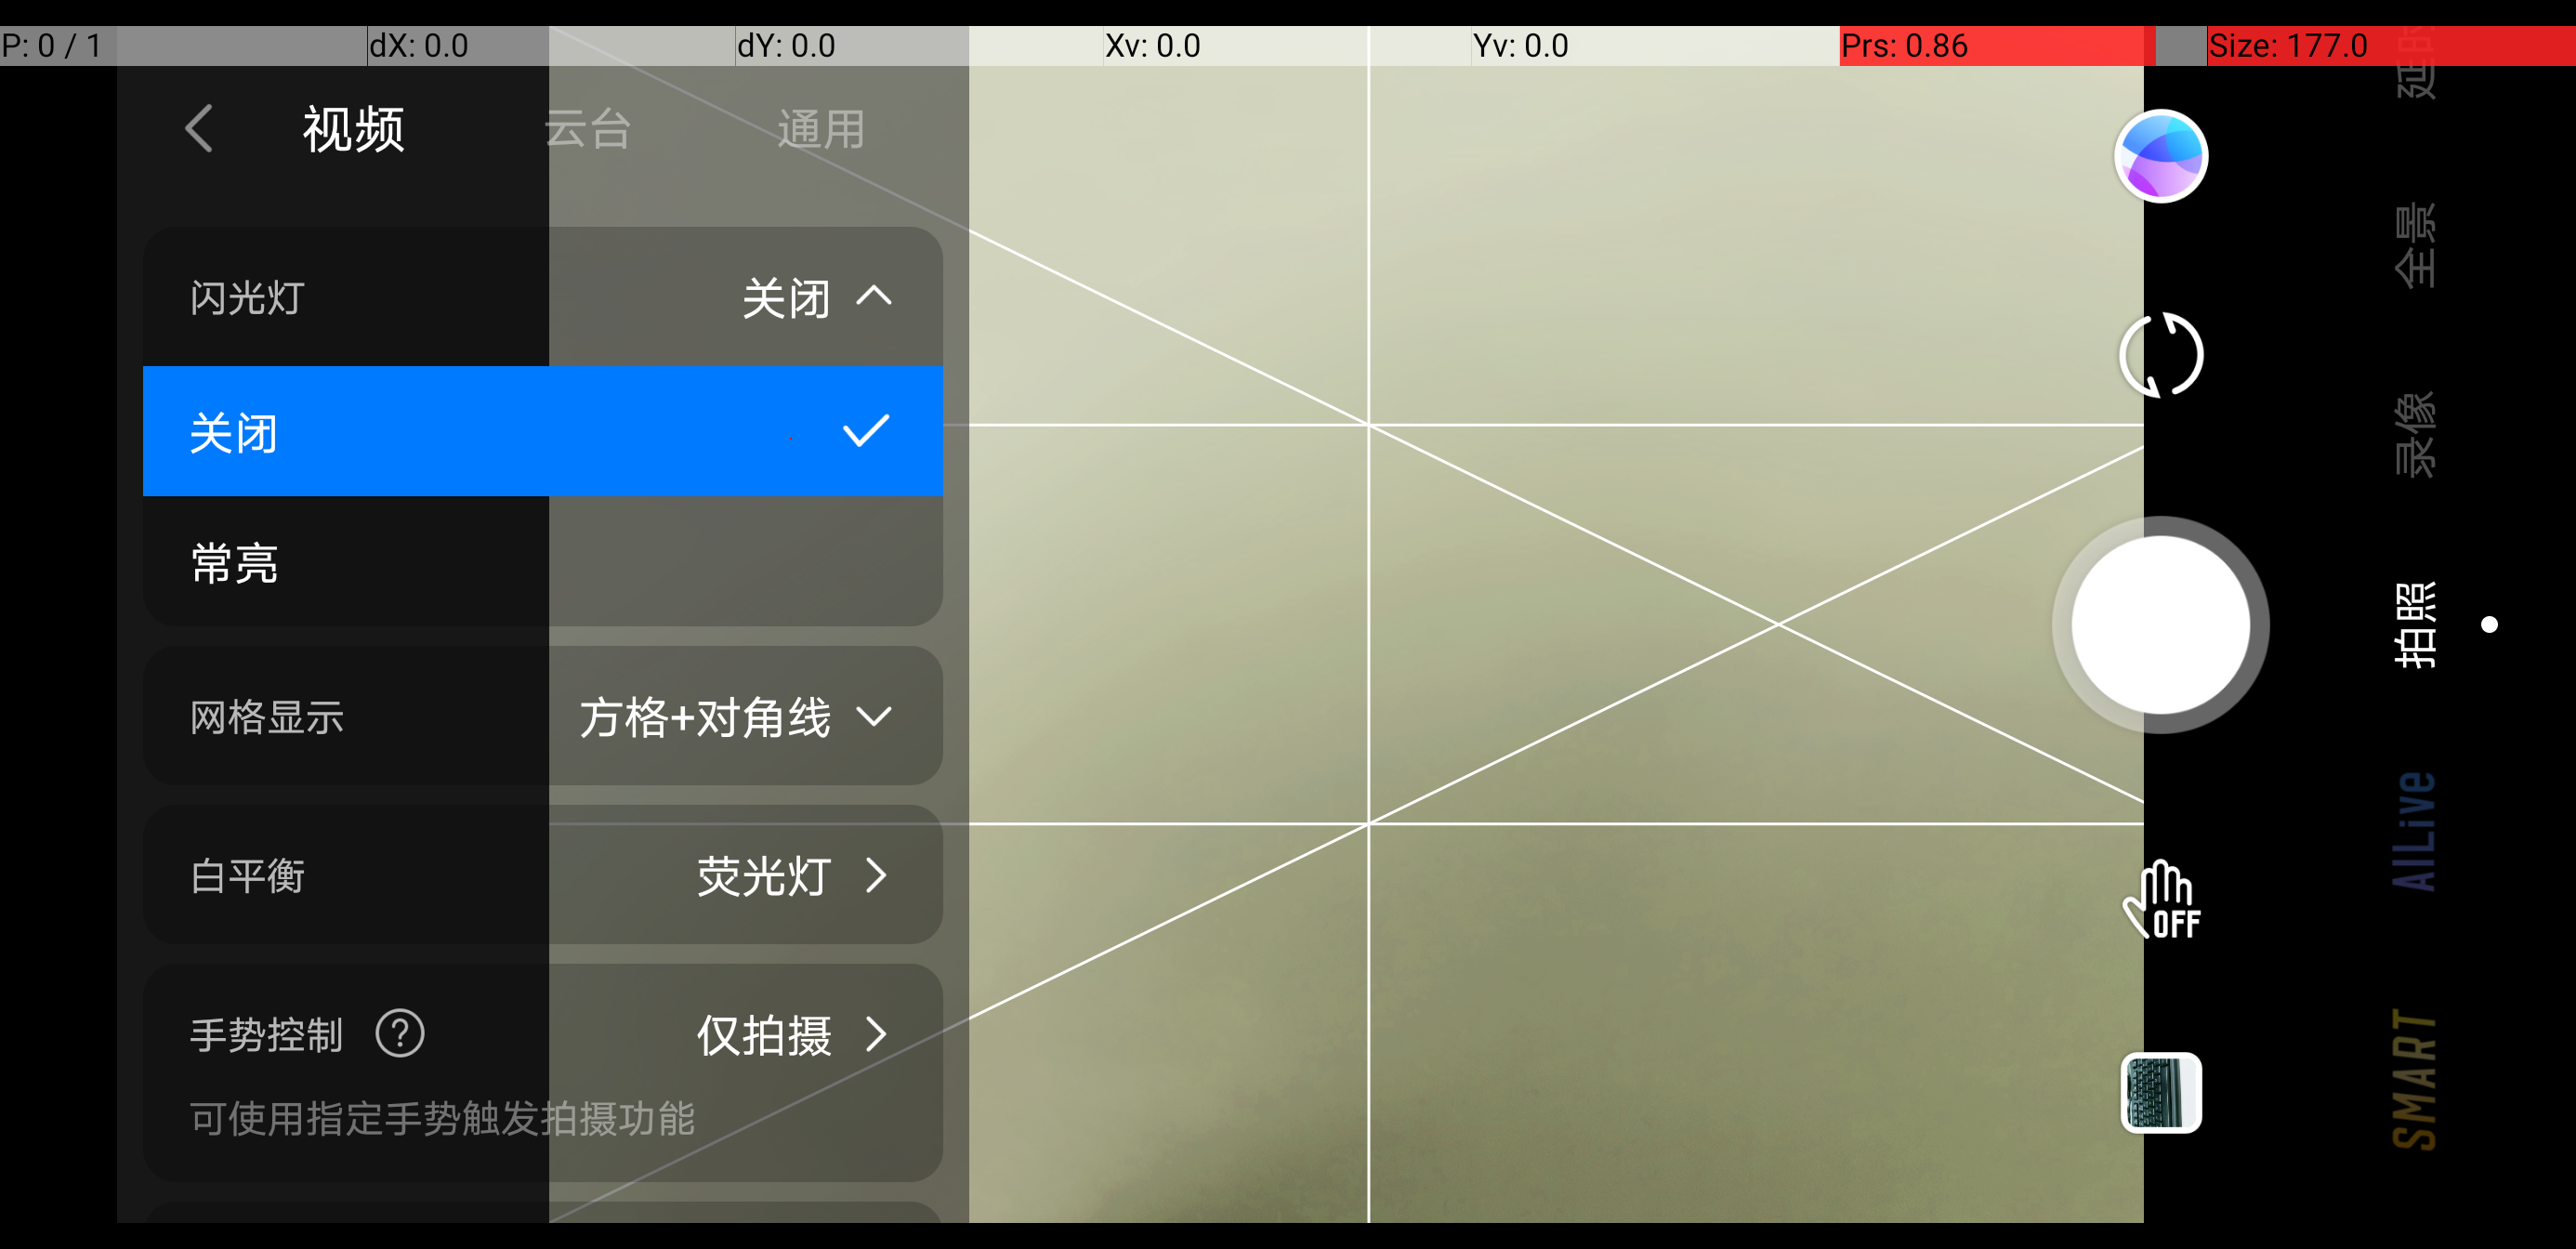 P: 0 / 1 dX: 0.0 dY: 0.0 Xv: 0.0 Yv: 0.0 Prs: 0.86 Size: 177.0
视频 云台 通用
闪光灯 关闭
关闭
常亮
网格显示 方格+对角线
白平衡 荧光灯
手势控制 ? 仅拍摄
可使用指定手势触发拍摄功能
OFF
延时
全景
录像
拍照
AILive
SMART